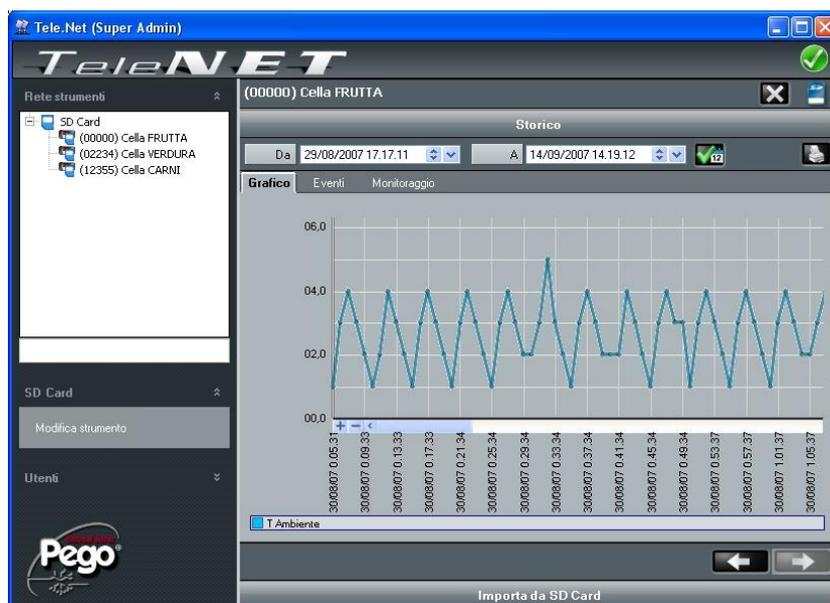 Tele.Net (Super Admin)
TeleNET
Rete strumenti
SD Card
(00000) Cella FRUTTA
(02234) Cella VERDURA
(12355) Cella CARNI
SD Card
Modifica strumento
Utenti
Pego
(00000) Cella FRUTTA
Storico
Da 29/08/2007 17.17.11 A 14/09/2007 14.19.12 12
Grafico Eventi Monitoraggio
06,0
04,0
02,0
00,0
30/08/07 0.05.31
30/08/07 0.09.33
30/08/07 0.13.33
30/08/07 0.17.33
30/08/07 0.21.34
30/08/07 0.25.34
30/08/07 0.29.34
30/08/07 0.33.34
30/08/07 0.37.34
30/08/07 0.41.34
30/08/07 0.45.34
30/08/07 0.49.34
30/08/07 0.53.37
30/08/07 0.57.37
30/08/07 1.01.37
30/08/07 1.05.37
T Ambiente
Importa da SD Card